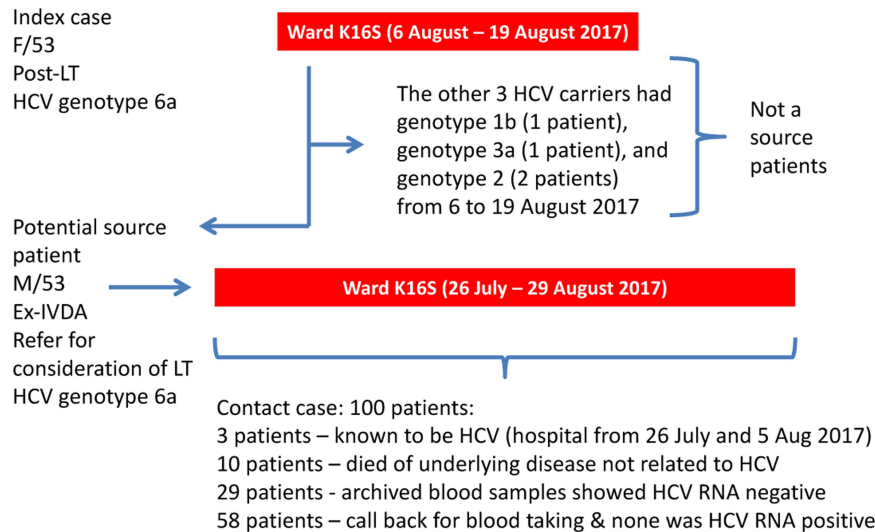 Index case
F/53
Post-LT
HCV genotype 6a
Ward K16S (6 August – 19 August 2017)
The other 3 HCV carriers had
genotype 1b (1 patient),
genotype 3a (1 patient), and
genotype 2 (2 patients)
from 6 to 19 August 2017
Not a
source
patients
Potential source
patient
M/53
Ex-IVDA
Refer for
consideration of LT
HCV genotype 6a
Ward K16S (26 July – 29 August 2017)
Contact case: 100 patients:
3 patients – known to be HCV (hospital from 26 July and 5 Aug 2017)
10 patients – died of underlying disease not related to HCV
29 patients - archived blood samples showed HCV RNA negative
58 patients – call back for blood taking & none was HCV RNA positive